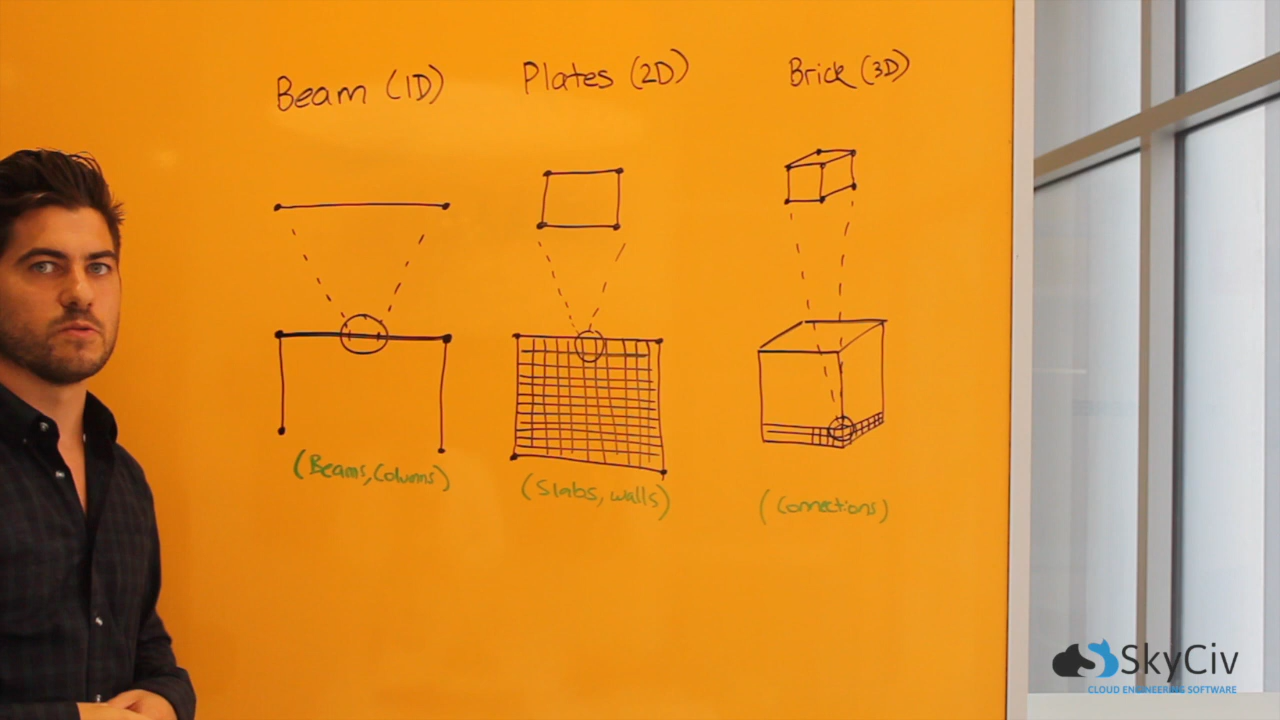 Beam (1D)
Plates (2D)
Brick (3D)
(Beams, Columns)
(Slabs, walls)
(Connections)
SkyCiv
CLOUD ENGINEERING SOFTWARE